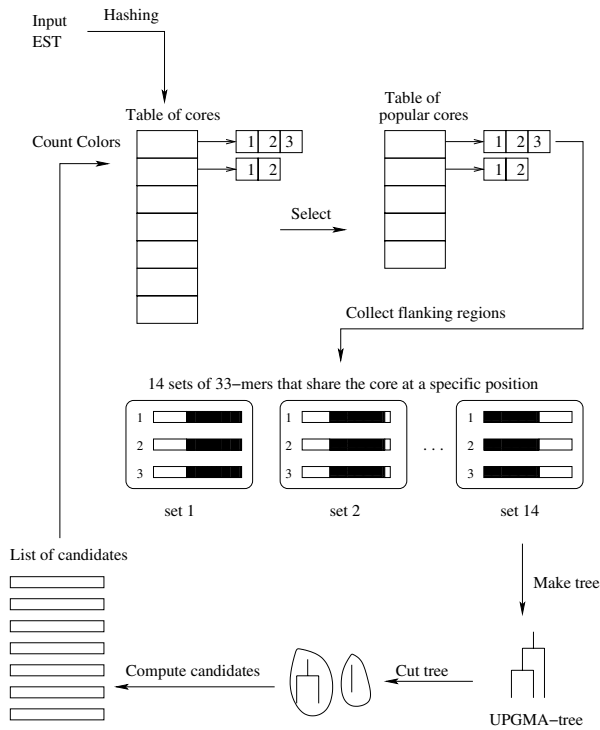 Input
EST
Hashing
Table of cores
Table of
popular cores
Count Colors
1 2 3
1 2
1 2 3
1 2
Select
Collect flanking regions
14 sets of 33−mers that share the core at a specific position
1
2
3
1
2
3
. . .
1
2
3
set 1
set 2
set 14
List of candidates
Make tree
Compute candidates
Cut tree
UPGMA−tree